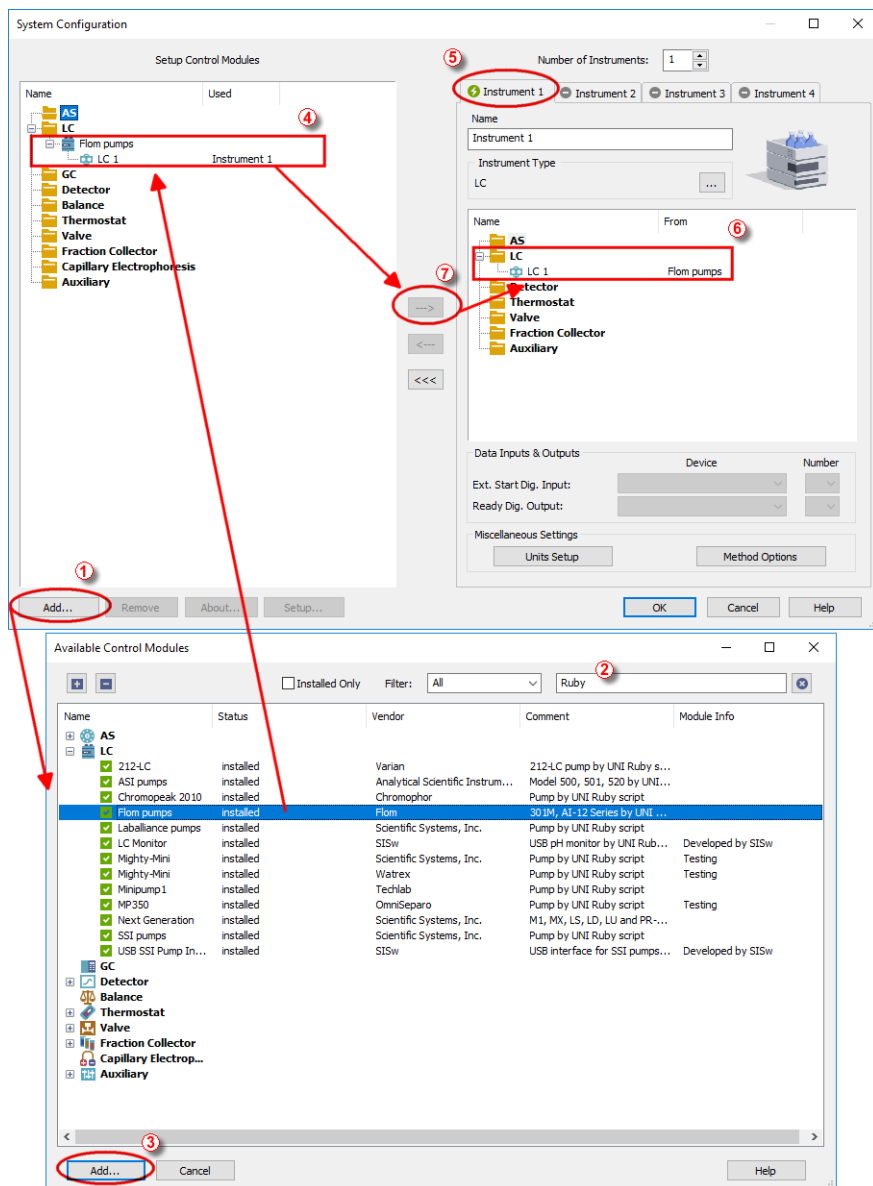 System Configuration
Setup Control Modules
⑤
Number of Instruments: 1
Name Used
④
AS
LC
Flom pumps
LC 1 Instrument 1
GC
Detector
Balance
Thermostat
Valve
Fraction Collector
Capillary Electrophoresis
Auxiliary
⑦
--->
<---
<<<
Instrument 1 Instrument 2 Instrument 3 Instrument 4
Name
Instrument 1
Instrument Type
LC ...
Name From
⑥
AS
LC
LC 1 Flom pumps
Detector
Thermostat
Valve
Fraction Collector
Auxiliary
Data Inputs & Outputs
Device Number
Ext. Start Dig. Input:
Ready Dig. Output:
Miscellaneous Settings
Units Setup Method Options
①
Add... Remove About... Setup... OK Cancel Help
Available Control Modules
②
Installed Only Filter: All Ruby
Name Status Vendor Comment Module Info
AS
LC
212-LC installed Varian 212-LC pump by UNI Ruby s...
ASI pumps installed Analytical Scientific Instrum... Model 500, 501, 520 by UNI...
Chromopeak 2010 installed Chromophor Pump by UNI Ruby script
Flom pumps installed Flom 301M, AI-12 Series by UNI ...
Laballiance pumps installed Scientific Systems, Inc. Pump by UNI Ruby script
LC Monitor installed SISw USB pH monitor by UNI Rub... Developed by SISw
Mighty-Mini installed Scientific Systems, Inc. Pump by UNI Ruby script Testing
Mighty-Mini installed Watrex Pump by UNI Ruby script Testing
Minipump1 installed Techlab Pump by UNI Ruby script
MP350 installed OmniSeparo Pump by UNI Ruby script Testing
Next Generation installed Scientific Systems, Inc. M1, MX, LS, LD, LU and PR-...
SSI pumps installed Scientific Systems, Inc. Pump by UNI Ruby script
USB SSI Pump In... installed SISw USB interface for SSI pumps... Developed by SISw
GC
Detector
Balance
Thermostat
Valve
Fraction Collector
Capillary Electrop...
Auxiliary
③
Add... Cancel Help